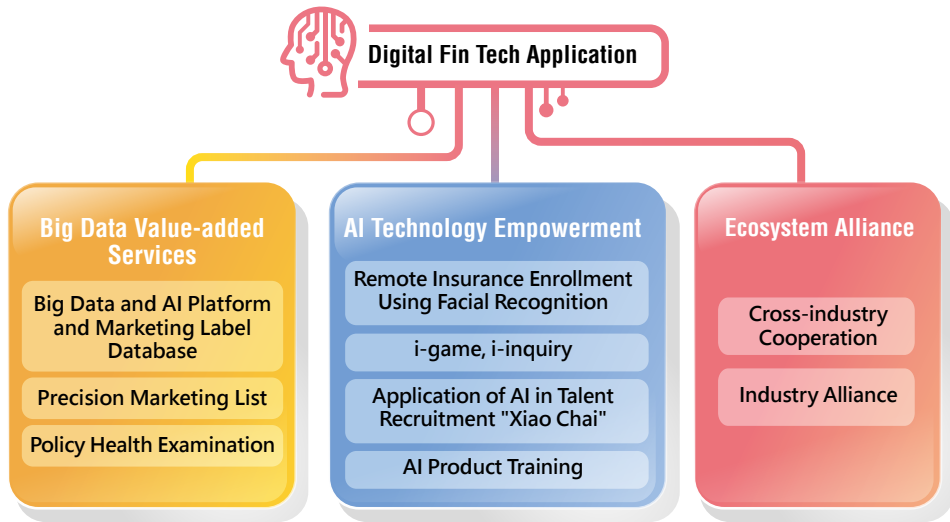 Digital Fin Tech Application
Big Data Value-added
Services
Big Data and AI Platform
and Marketing Label
Database
Precision Marketing List
Policy Health Examination
AI Technology Empowerment
Remote Insurance Enrollment
Using Facial Recognition
i-game, i-inquiry
Application of AI in Talent
Recruitment "Xiao Chai"
AI Product Training
Ecosystem Alliance
Cross-industry
Cooperation
Industry Alliance